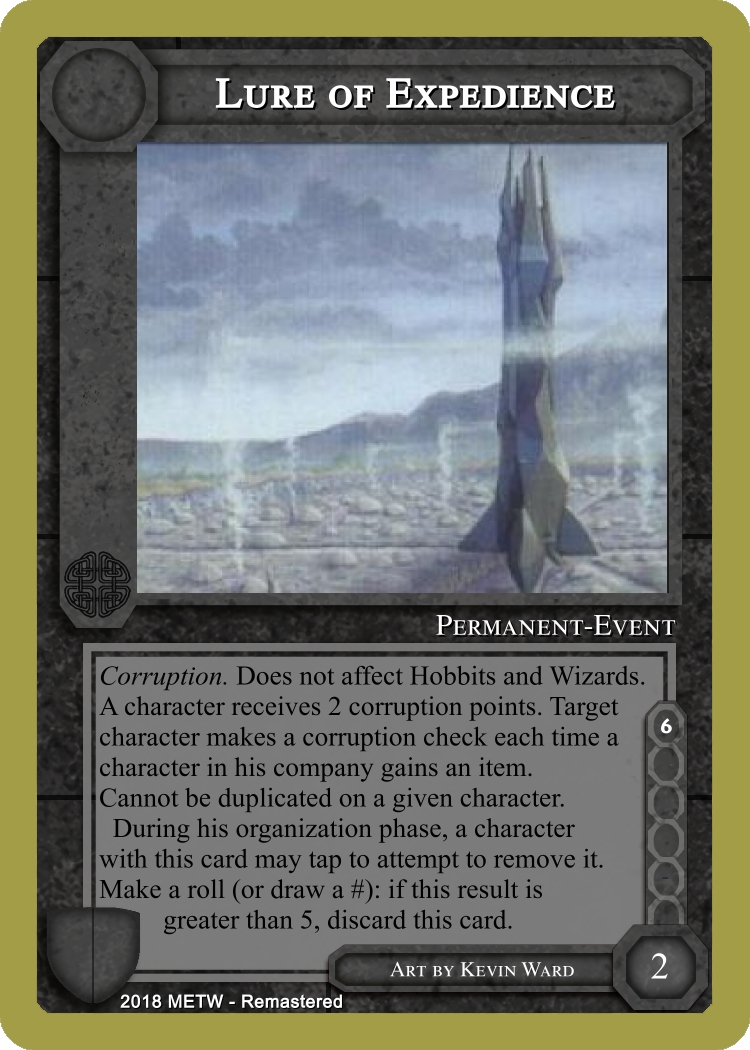 Lure of Expedience
Permanent-Event
Corruption. Does not affect Hobbits and Wizards.
A character receives 2 corruption points. Target
character makes a corruption check each time a
character in his company gains an item.
Cannot be duplicated on a given character.
During his organization phase, a character
with this card may tap to attempt to remove it.
Make a roll (or draw a #): if this result is
greater than 5, discard this card.
6
Art by Kevin Ward
2
2018 METW - Remastered